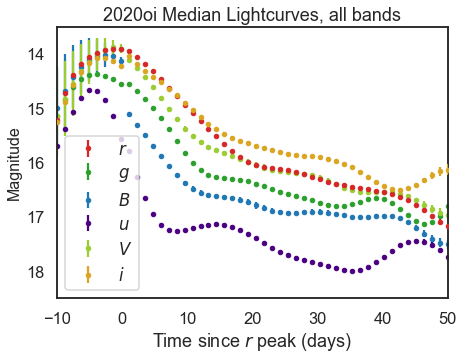 2020oi Median Lightcurves, all bands
Magnitude
14
15
16
17
18
r
g
B
u
V
i
−10 0 10 20 30 40 50
Time since r peak (days)